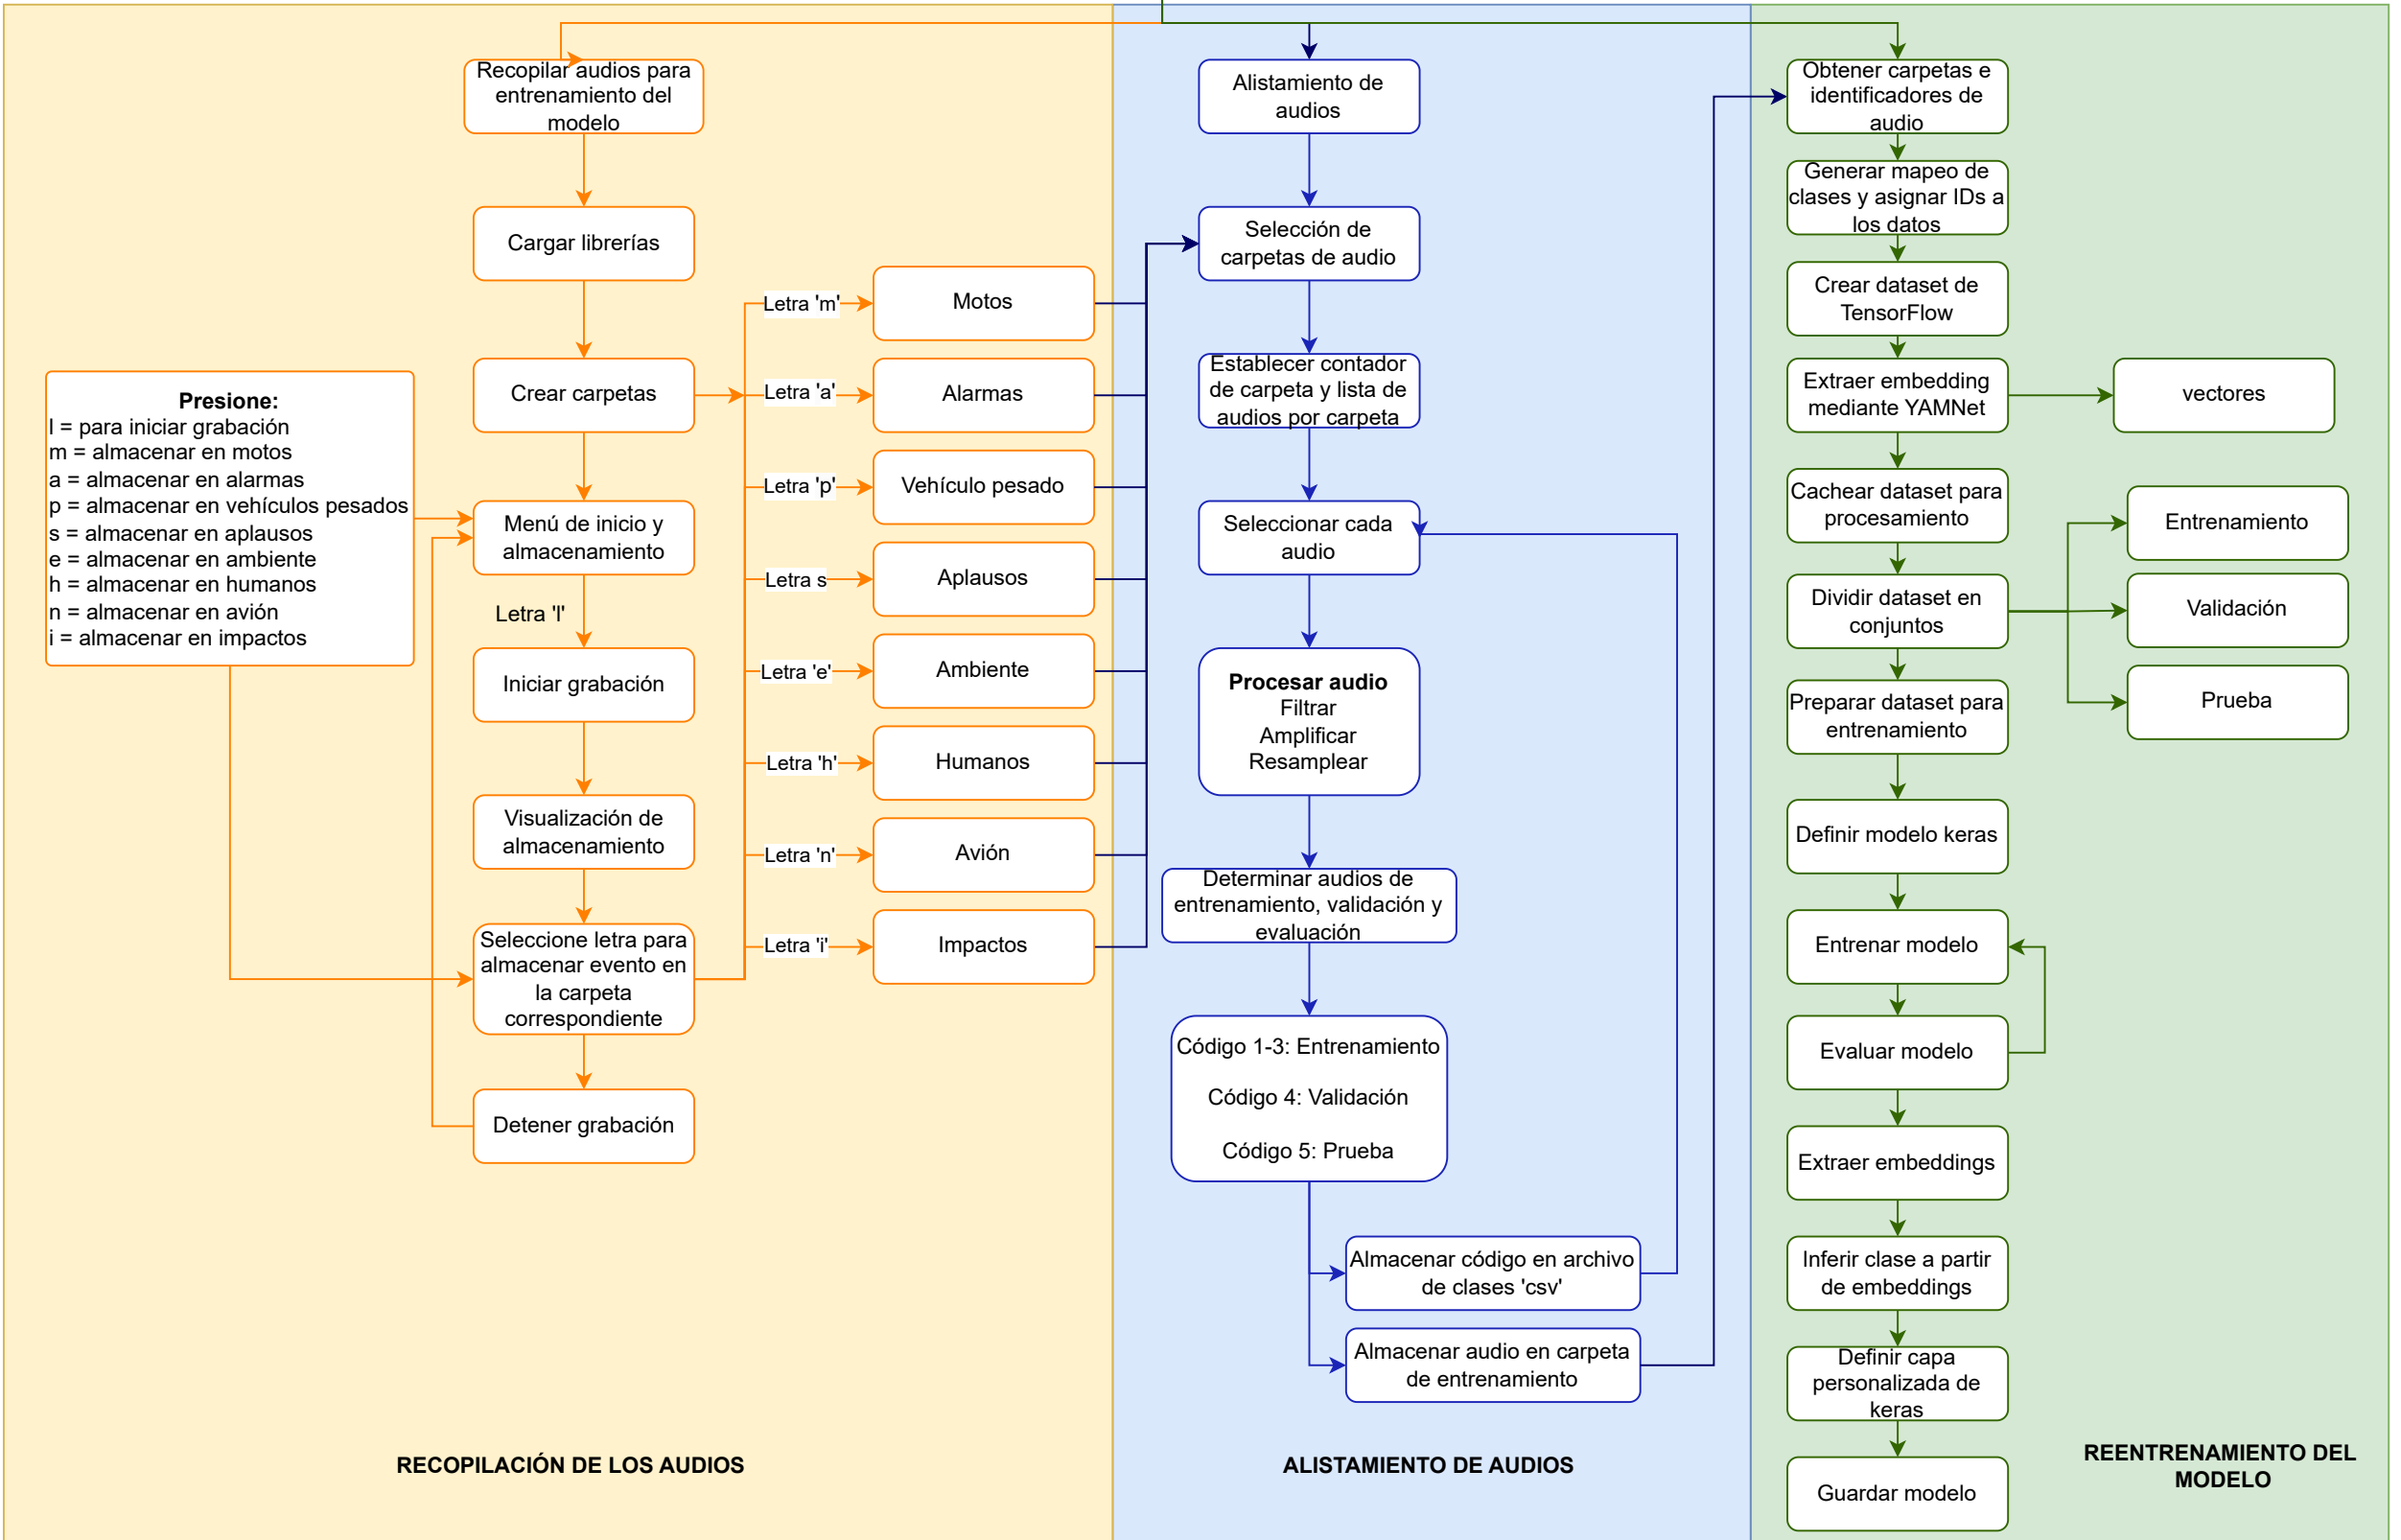 Recopilar audios para
entrenamiento del
modelo
Cargar librerías
Crear carpetas
Presione:
l = para iniciar grabación
m = almacenar en motos
a = almacenar en alarmas
p = almacenar en vehículos pesados
s = almacenar en aplausos
e = almacenar en ambiente
h = almacenar en humanos
n = almacenar en avión
i = almacenar en impactos
Menú de inicio y
almacenamiento
Letra 'l'
Iniciar grabación
Visualización de
almacenamiento
Seleccione letra para
almacenar evento en
la carpeta
correspondiente
Detener grabación
Letra 'm'
Motos
Letra 'a'
Alarmas
Letra 'p'
Vehículo pesado
Letra s
Aplausos
Letra 'e'
Ambiente
Letra 'h'
Humanos
Letra 'n'
Avión
Letra 'i'
Impactos
RECOPILACIÓN DE LOS AUDIOS
Alistamiento de
audios
Selección de
carpetas de audio
Establecer contador
de carpeta y lista de
audios por carpeta
Seleccionar cada
audio
Procesar audio
Filtrar
Amplificar
Resamplear
Determinar audios de
entrenamiento, validación y
evaluación
Código 1-3: Entrenamiento
Código 4: Validación
Código 5: Prueba
Almacenar código en archivo
de clases 'csv'
Almacenar audio en carpeta
de entrenamiento
ALISTAMIENTO DE AUDIOS
Obtener carpetas e
identificadores de
audio
Generar mapeo de
clases y asignar IDs a
los datos
Crear dataset de
TensorFlow
Extraer embedding
mediante YAMNet
vectores
Cachear dataset para
procesamiento
Dividir dataset en
conjuntos
Entrenamiento
Validación
Prueba
Preparar dataset para
entrenamiento
Definir modelo keras
Entrenar modelo
Evaluar modelo
Extraer embeddings
Inferir clase a partir
de embeddings
Definir capa
personalizada de
keras
Guardar modelo
REENTRENAMIENTO DEL
MODELO